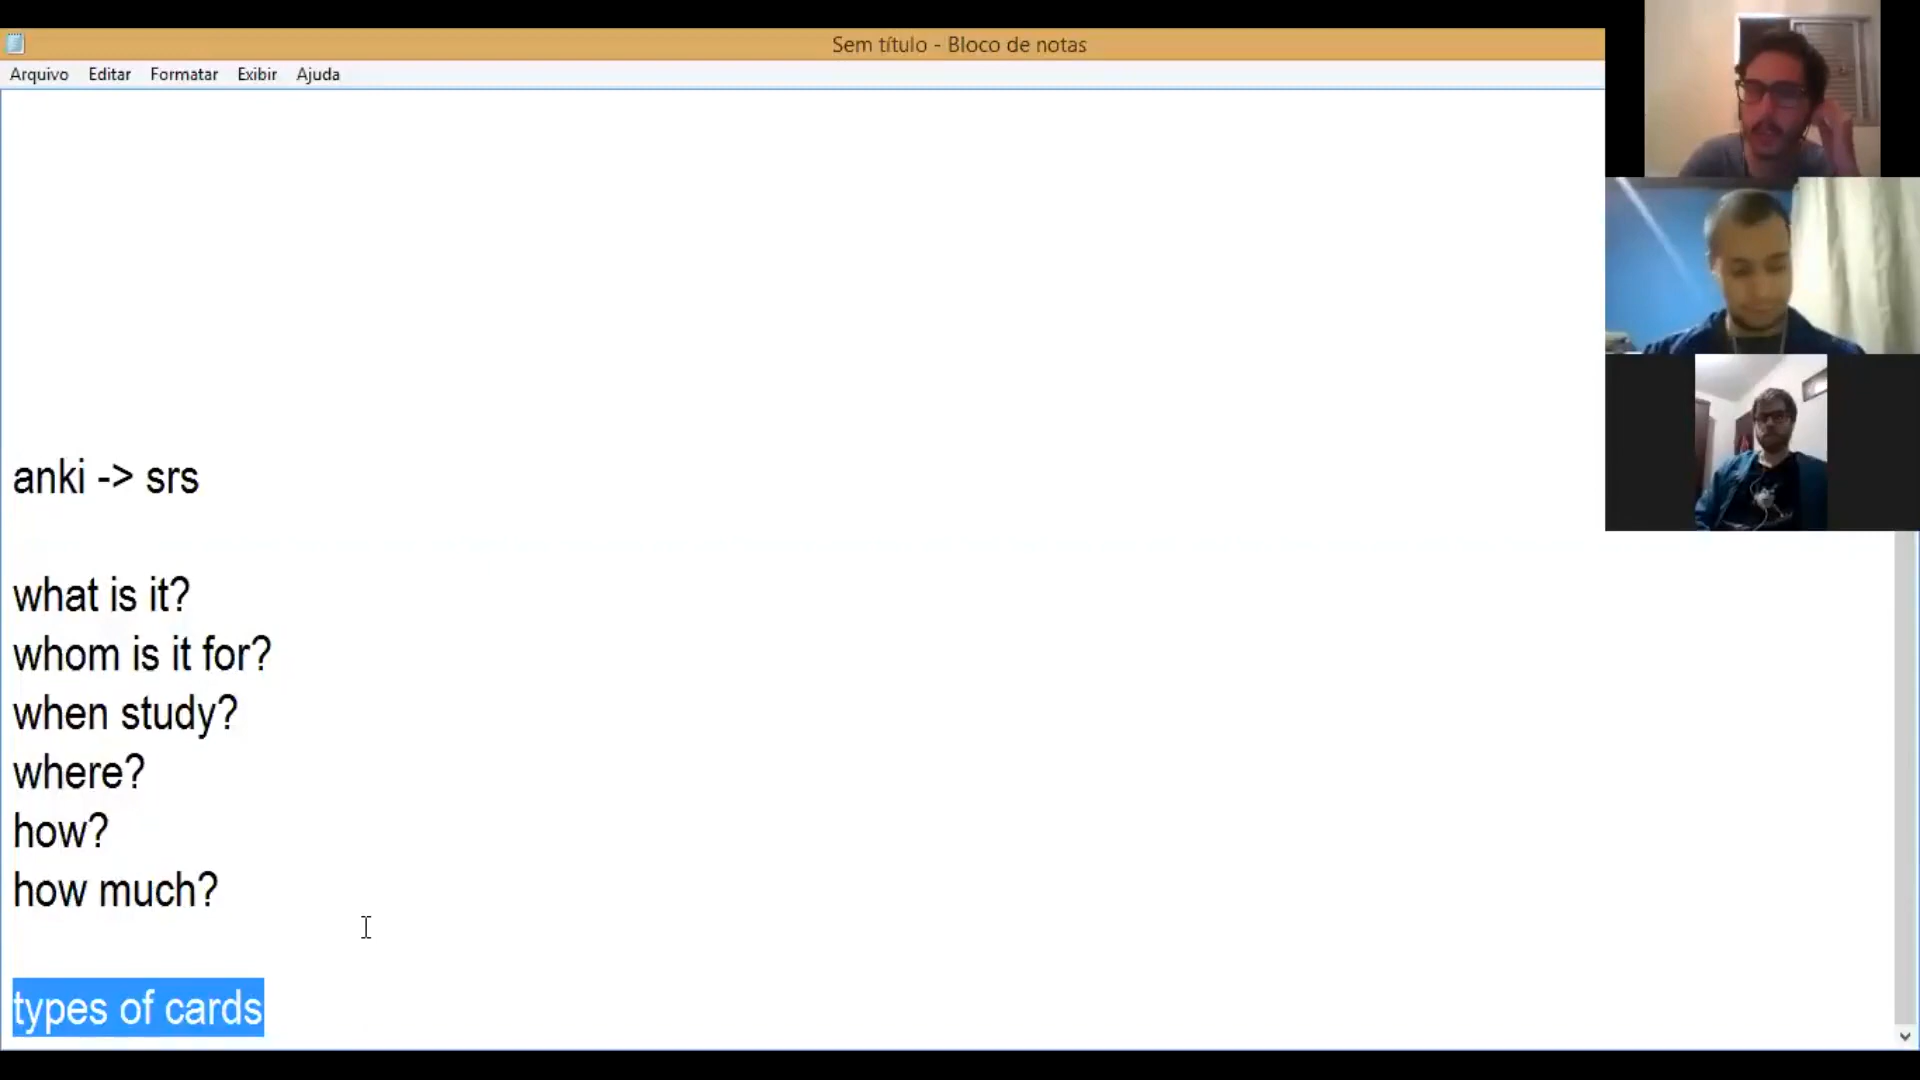 Sem título - Bloco de notas
Arquivo Editar Formatar Exibir Ajuda
anki -> srs
what is it?
whom is it for?
when study?
where?
how?
how much?
types of cards